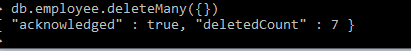 > db.employee.deleteMany({})
"acknowledged" : true, "deletedCount" : 7 }